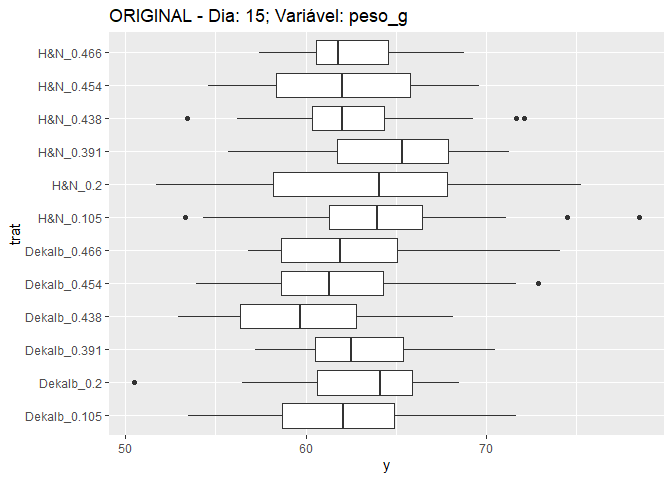 ORIGINAL - Dia: 15; Variável: peso_g
H&N_0.466
H&N_0.454
H&N_0.438
H&N_0.391
H&N_0.2
H&N_0.105
Dekalb_0.466
Dekalb_0.454
Dekalb_0.438
Dekalb_0.391
Dekalb_0.2
Dekalb_0.105
trat
50 60 70
y